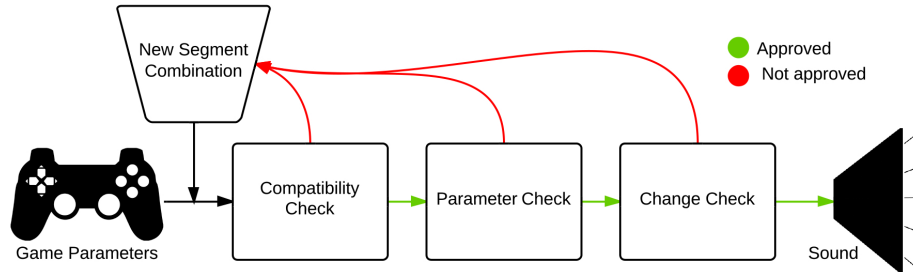 New Segment
Combination
Approved
Not approved
Compatibility
Check
Parameter Check
Change Check
Game Parameters
Sound